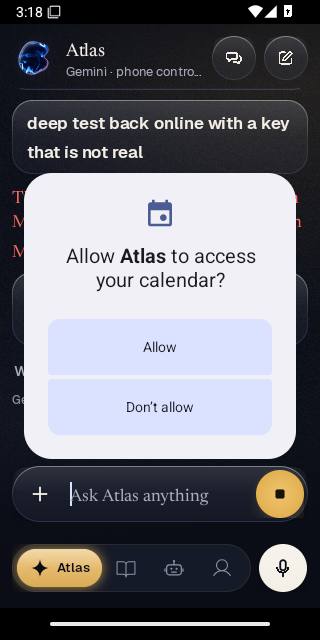 3:18
Atlas
Gemini · phone contro...
deep test back online with a key
that is not real
Allow Atlas to access
your calendar?
Allow
Don't allow
Ask Atlas anything
Atlas